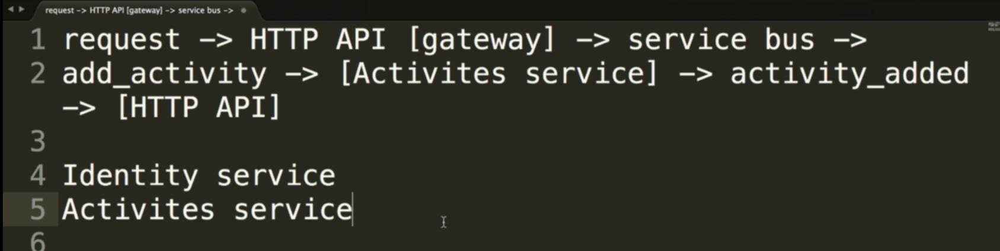 request -> HTTP API [gateway] -> service bus ->
1 request -> HTTP API [gateway] -> service bus ->
2 add_activity -> [Activites service] -> activity_added
-> [HTTP API]
3
4 Identity service
5 Activites service
6